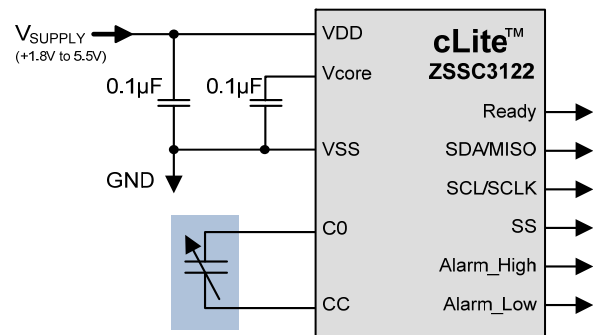 VSUPPLY
(+1.8V to 5.5V)
0.1µF
0.1µF
GND
VDD
Vcore
VSS
C0
CC
cLite™
ZSSC3122
Ready
SDA/MISO
SCL/SCLK
SS
Alarm_High
Alarm_Low